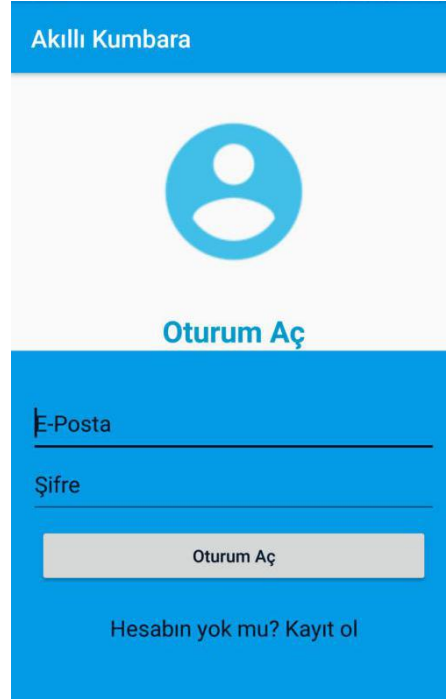 Akıllı Kumbara
Oturum Aç
E-Posta
Şifre
Oturum Aç
Hesabın yok mu? Kayıt ol